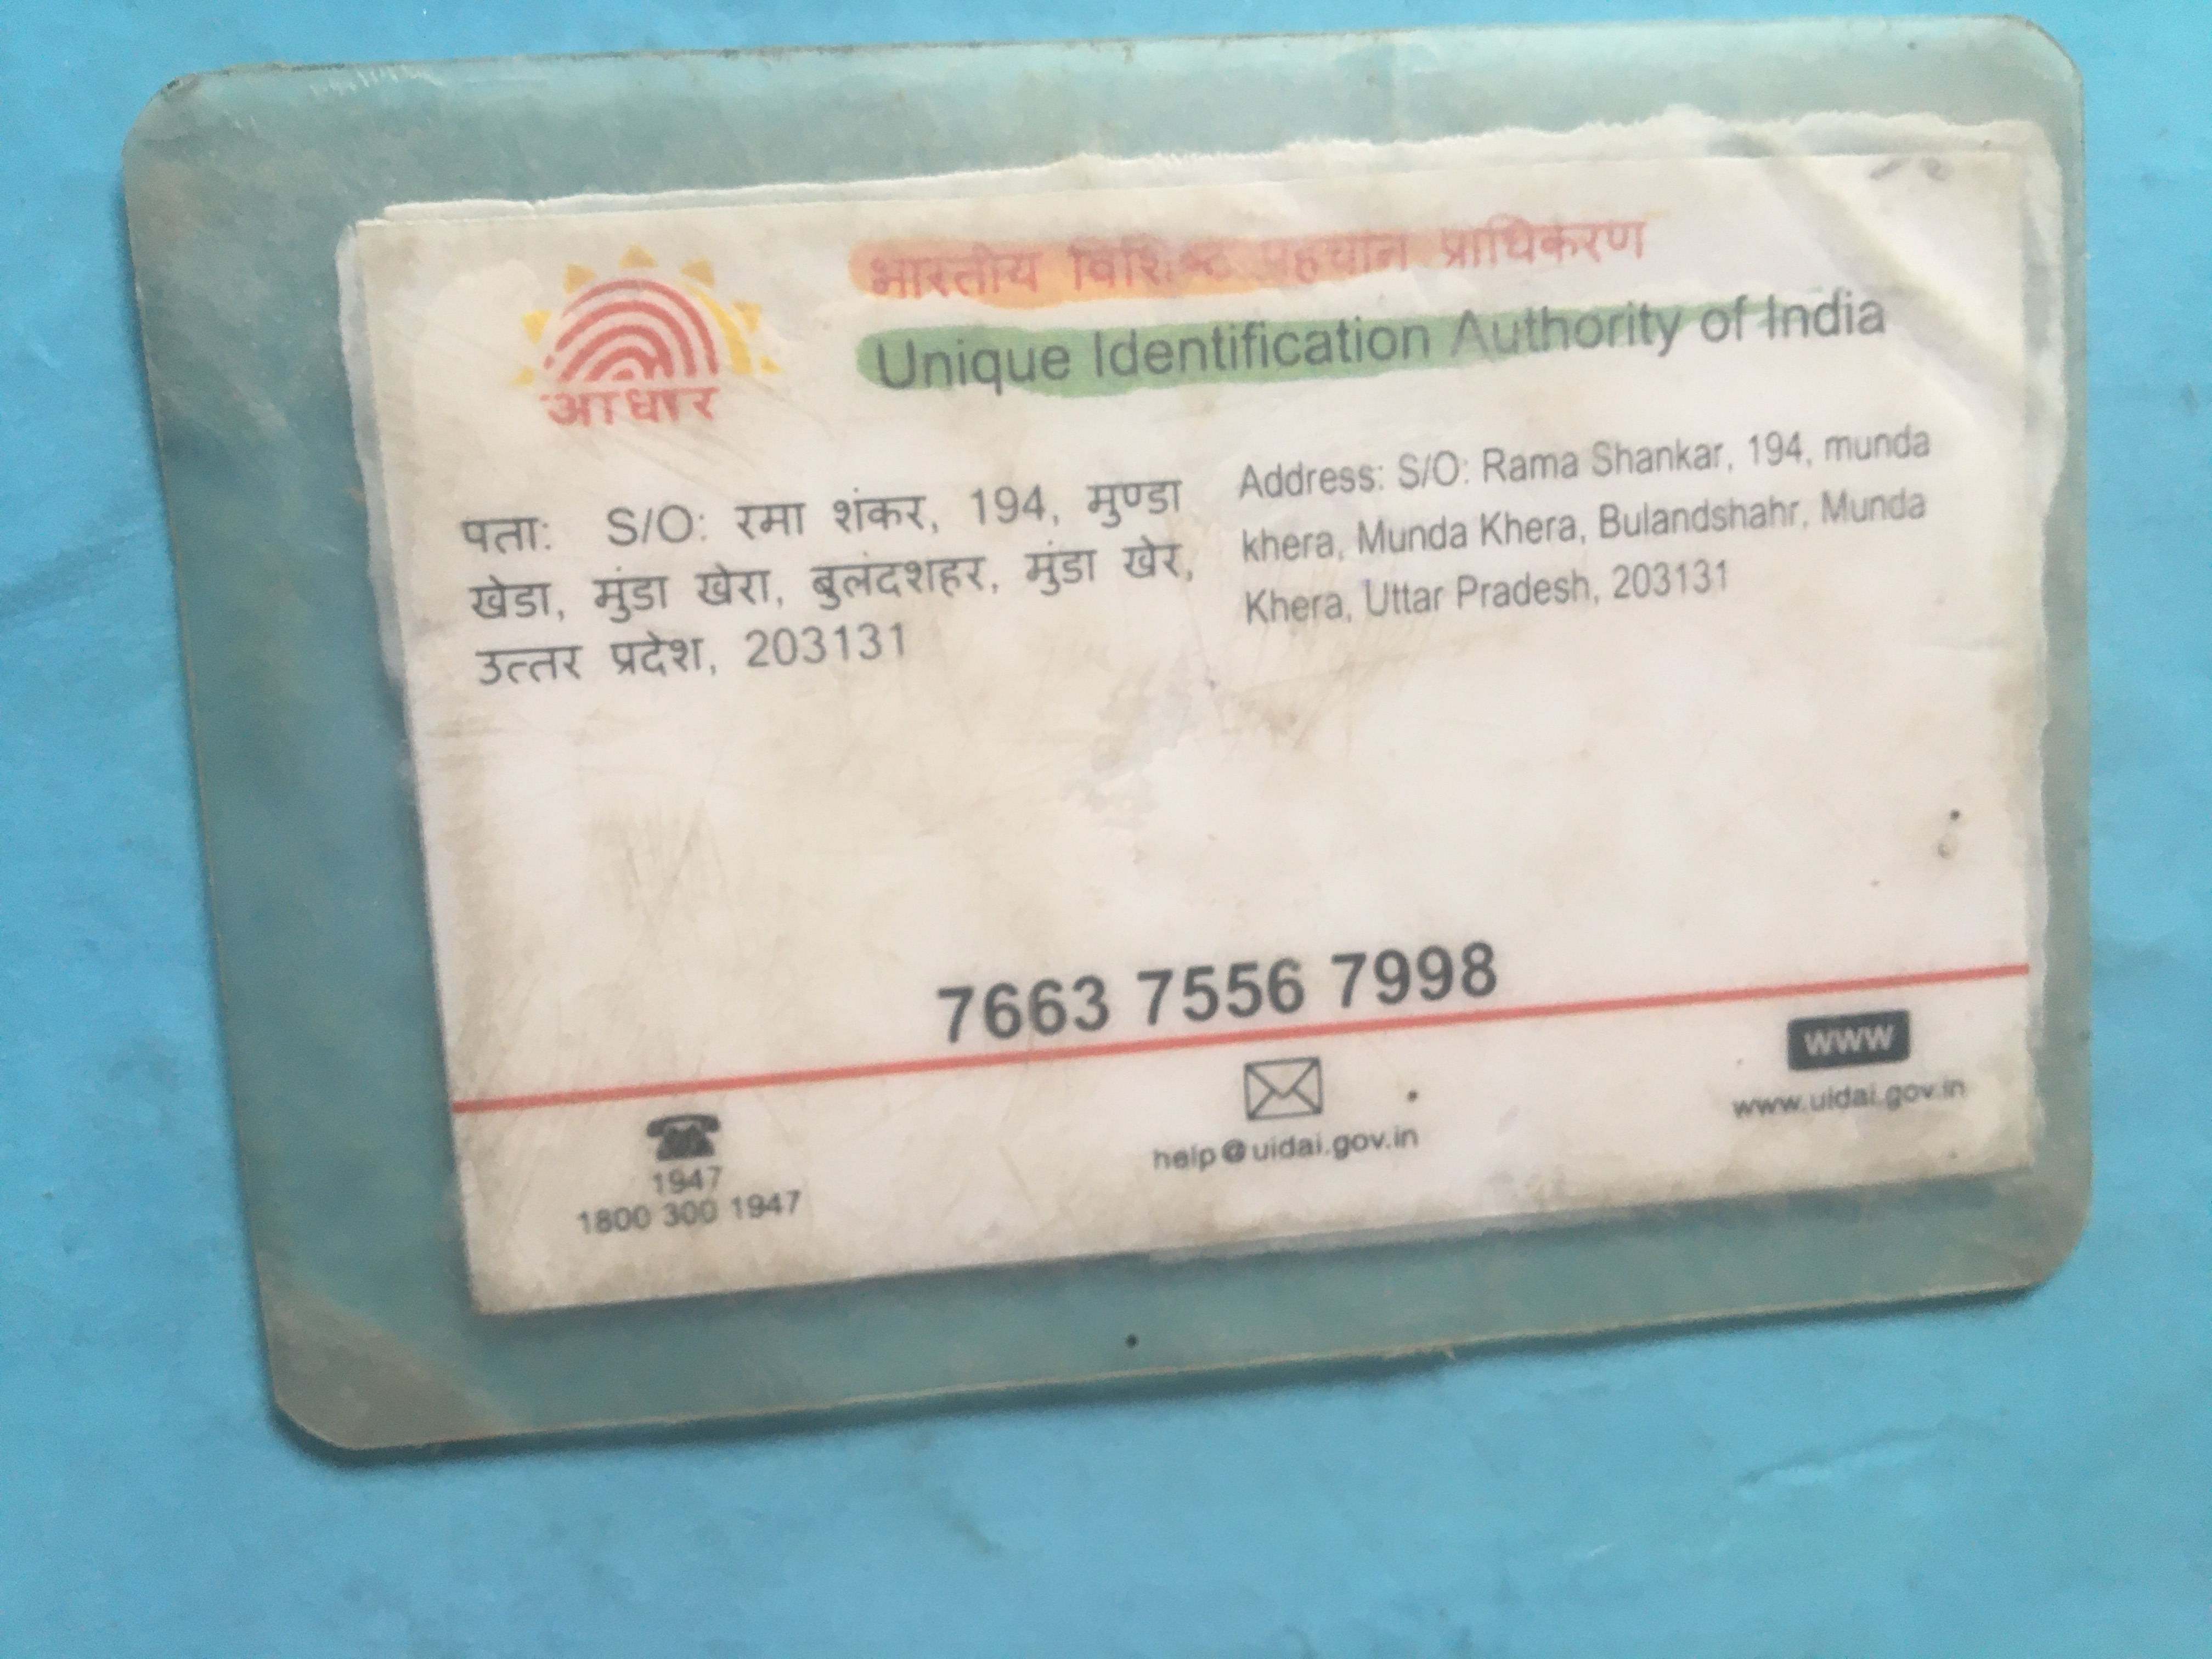 भारतीय विशिष्ट पहचान प्राधिकरण
Unique Identification Authority of India
आधार
पता: S/O: रमा शंकर, 194, मुण्डा
खेडा, मुंडा खेरा, बुलंदशहर, मुंडा खेर,
उत्तर प्रदेश, 203131
Address: S/O: Rama Shankar, 194, munda
khera, Munda Khera, Bulandshahr, Munda
Khera, Uttar Pradesh, 203131
7663 7556 7998
1947
1800 300 1947
help@uidai.gov.in
WWW
www.uidai.gov.in